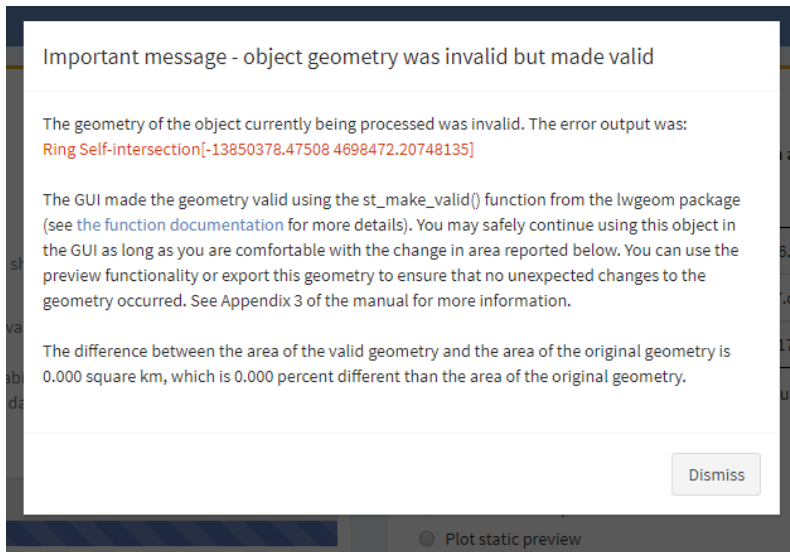 Important message - object geometry was invalid but made valid
The geometry of the object currently being processed was invalid. The error output was:
Ring Self-intersection[-13850378.47508 4698472.20748135]
The GUI made the geometry valid using the st_make_valid() function from the lwgeom package
(see the function documentation for more details). You may safely continue using this object in
the GUI as long as you are comfortable with the change in area reported below. You can use the
preview functionality or export this geometry to ensure that no unexpected changes to the
geometry occurred. See Appendix 3 of the manual for more information.
The difference between the area of the valid geometry and the area of the original geometry is
0.000 square km, which is 0.000 percent different than the area of the original geometry.
Dismiss
Plot static preview